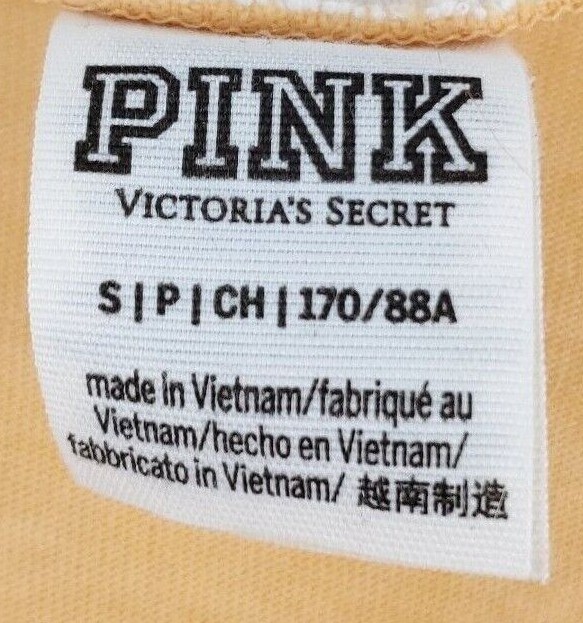 PINK
VICTORIA'S SECRET
S | P | CH | 170/88A
made in Vietnam/fabriqué au
Vietnam/hecho en Vietnam/
fabbricato in Vietnam/ 越南制造